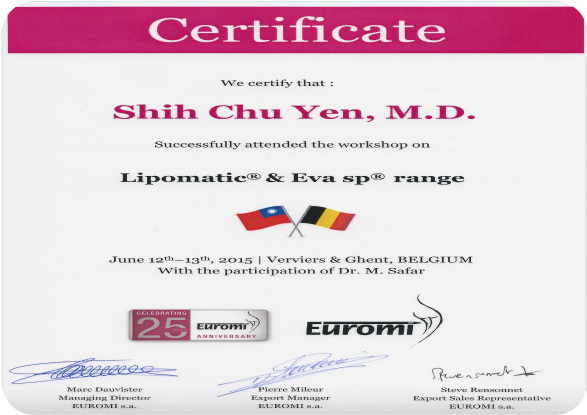 Certificate
We certify that :
Shih Chu Yen, M.D.
Successfully attended the workshop on
Lipomatic® & Eva sp® range
June 12th–13th, 2015 | Verviers & Ghent, BELGIUM
With the participation of Dr. M. Safar
CELEBRATING
25 Euromi
ANNIVERSARY
Euromi
Marc Dauvister
Managing Director
EUROMI s.a.
Pierre Mileur
Export Manager
EUROMI s.a.
Steve Rensonnet
Export Sales Representative
EUROMI s.a.